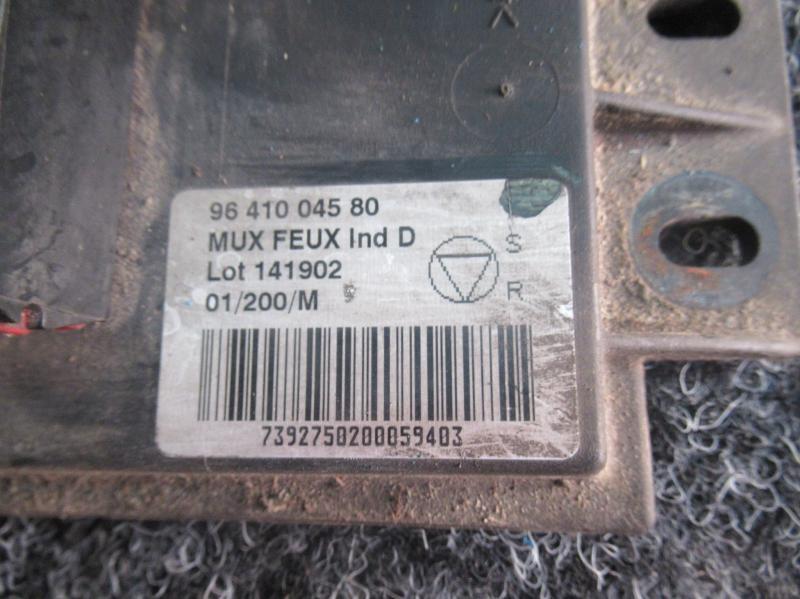 96 410 045 80
MUX FEUX Ind D
S
Lot 141902
R
01/200/M
7392750200059403